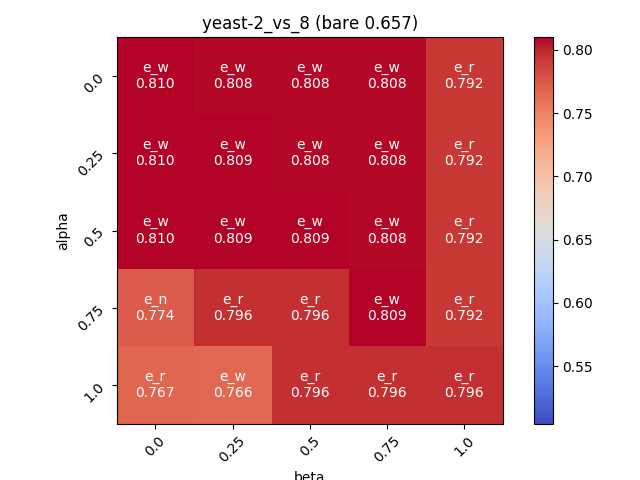 yeast-2_vs_8 (bare 0.657)
alpha
0.0
e_w e_w e_w e_w e_r
0.810 0.808 0.808 0.808 0.792
0.25
e_w e_w e_w e_w e_r
0.810 0.809 0.808 0.808 0.792
0.5
e_w e_w e_w e_w e_r
0.810 0.809 0.809 0.808 0.792
0.75
e_n e_r e_r e_w e_r
0.774 0.796 0.796 0.809 0.792
1.0
e_r e_w e_r e_r e_r
0.767 0.766 0.796 0.796 0.796
0.0 0.25 0.5 0.75 1.0
beta
0.80
0.75
0.70
0.65
0.60
0.55